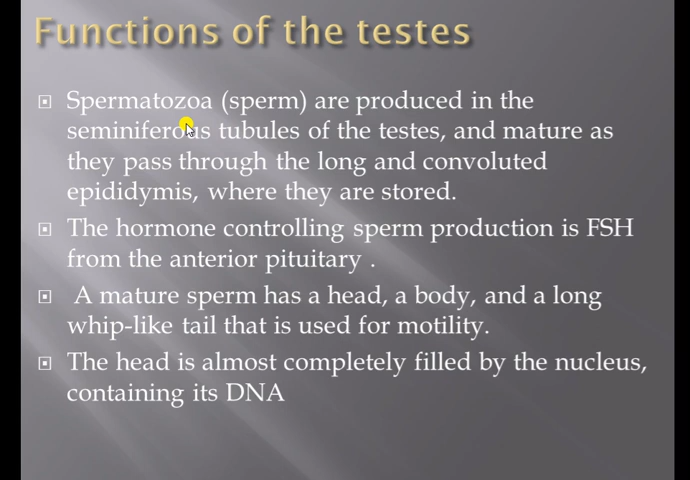 Functions of the testes
Spermatozoa (sperm) are produced in the
seminiferous tubules of the testes, and mature as
they pass through the long and convoluted
epididymis, where they are stored.
The hormone controlling sperm production is FSH
from the anterior pituitary .
A mature sperm has a head, a body, and a long
whip-like tail that is used for motility.
The head is almost completely filled by the nucleus,
containing its DNA